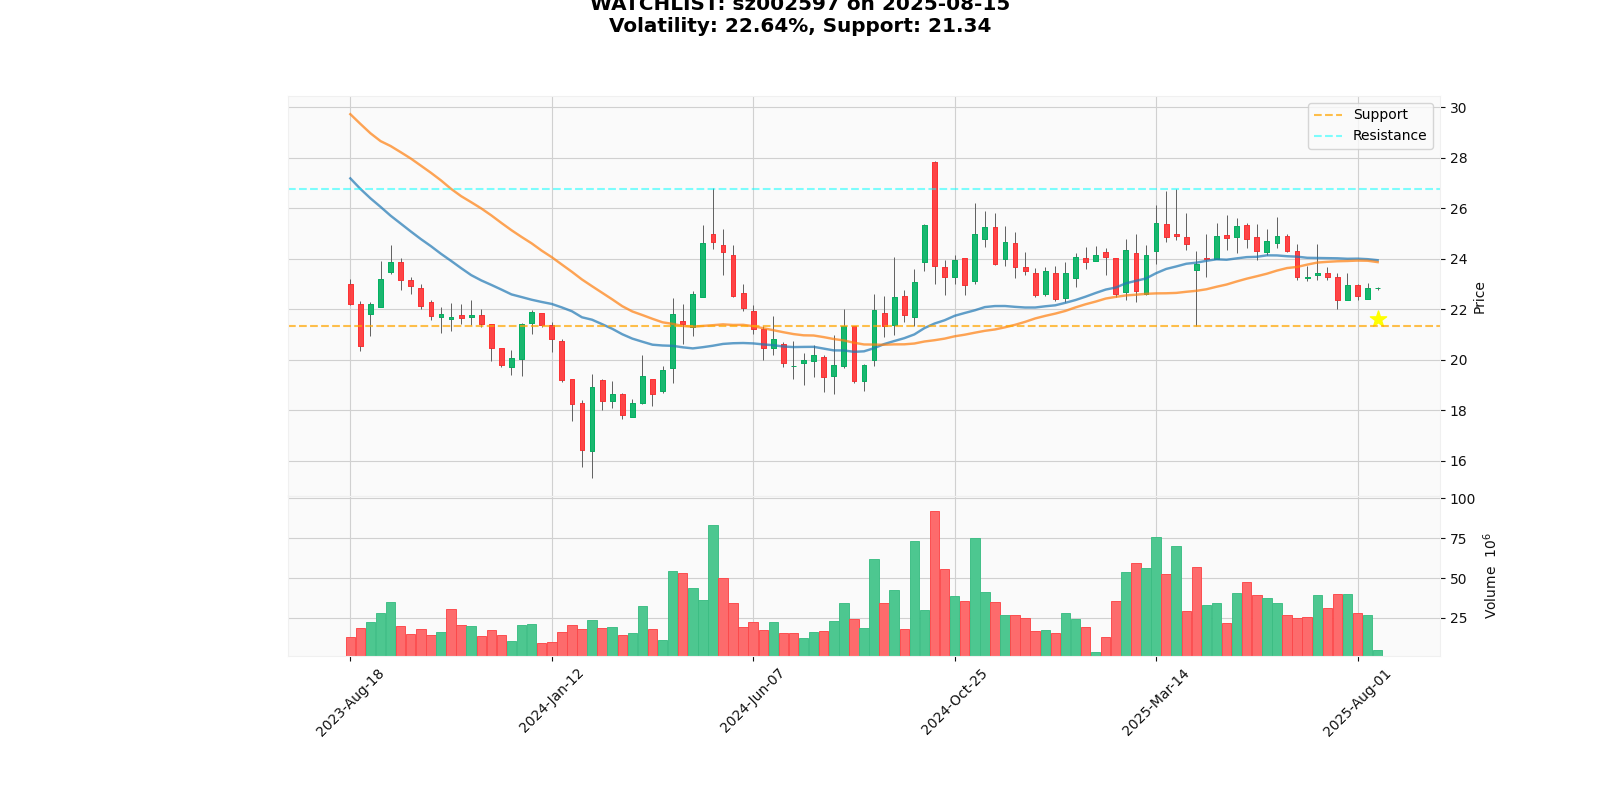 WATCHLIST: sz002597 on 2025-08-15
Volatility: 22.64%, Support: 21.34
Support
Resistance
30
28
26
24
22
20
18
16
Price
100
75
50
25
Volume 10⁶
2023-Aug-18
2024-Jan-12
2024-Jun-07
2024-Oct-25
2025-Mar-14
2025-Aug-01